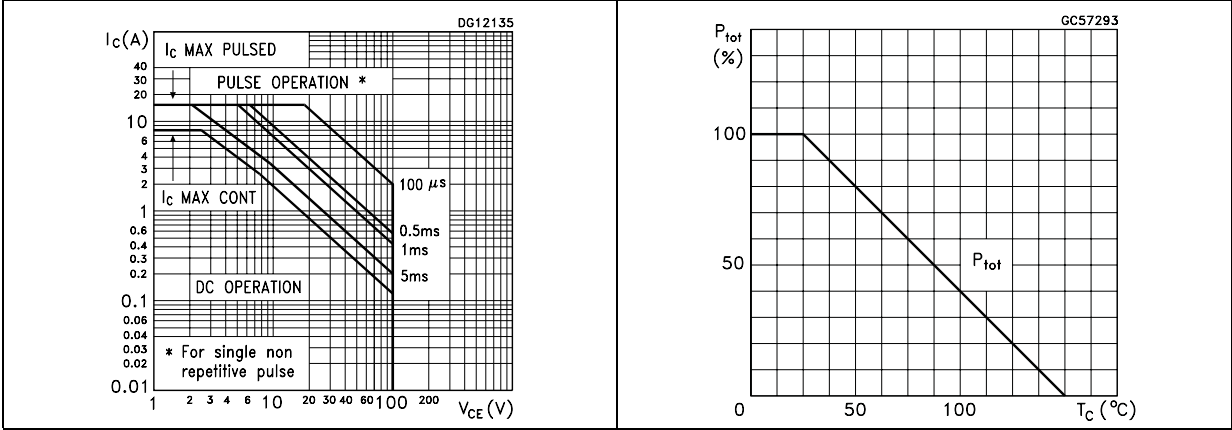 DG12135
IC(A)
IC MAX PULSED
PULSE OPERATION *
40
30
20
10
6
4
3
2
IC MAX CONT
1
0.6
0.4
0.3
0.2
DC OPERATION
0.1
0.06
0.04
0.03
0.02
0.01
100 µs
0.5ms
1ms
5ms
* For single non
repetitive pulse
1 2 3 4 6 10 20 30 40 60 100 200 VCE (V)
GC57293
Ptot
(%)
100
50
Ptot
0 50 100 TC (°C)